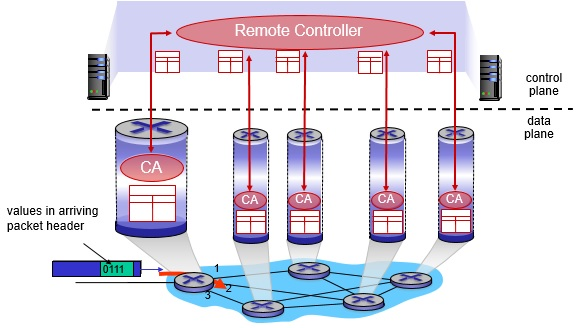 Remote Controller
control
plane
data
plane
CA
CA
CA
CA
CA
values in arriving
packet header
0111
1
2
3